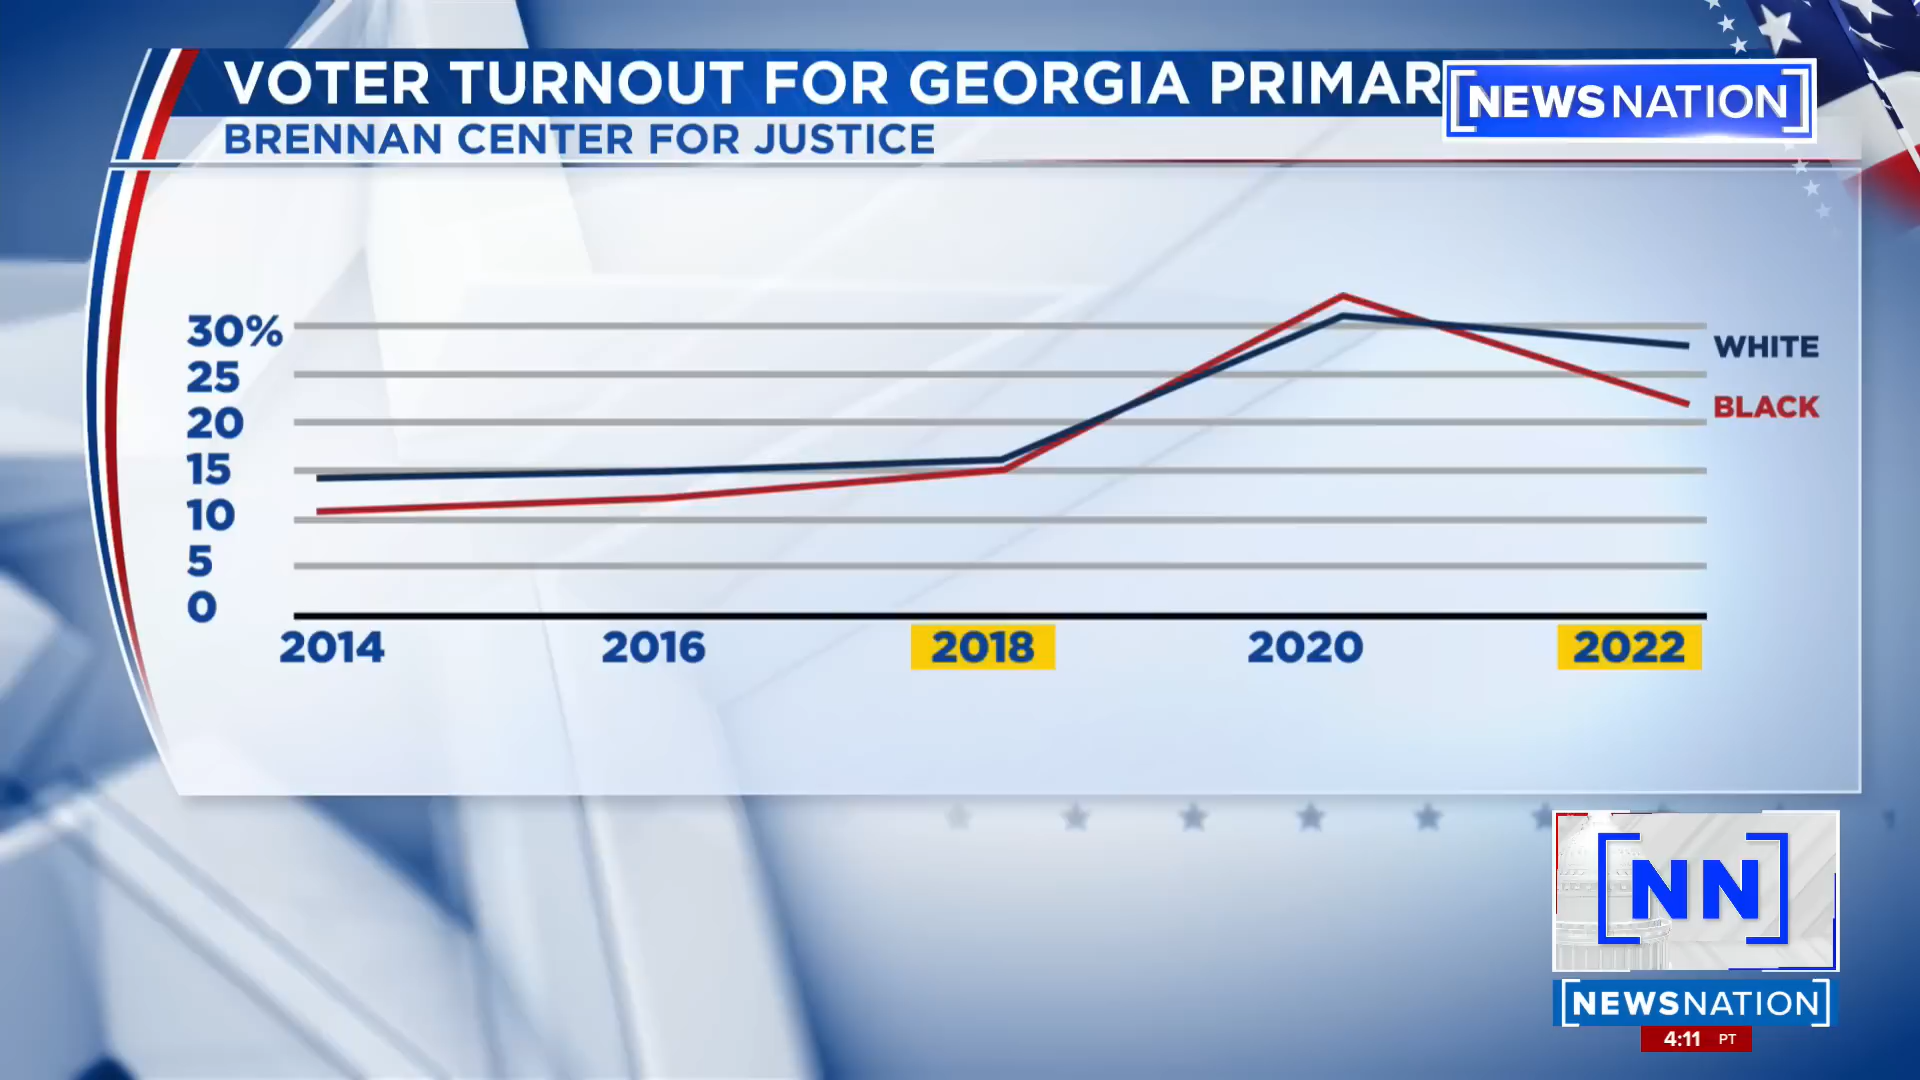 VOTER TURNOUT FOR GEORGIA PRIMAR
NEWSNATION
BRENNAN CENTER FOR JUSTICE
30%
25
20
15
10
5
0
WHITE
BLACK
2014 2016 2018 2020 2022
NN
NEWSNATION
4:11 PT